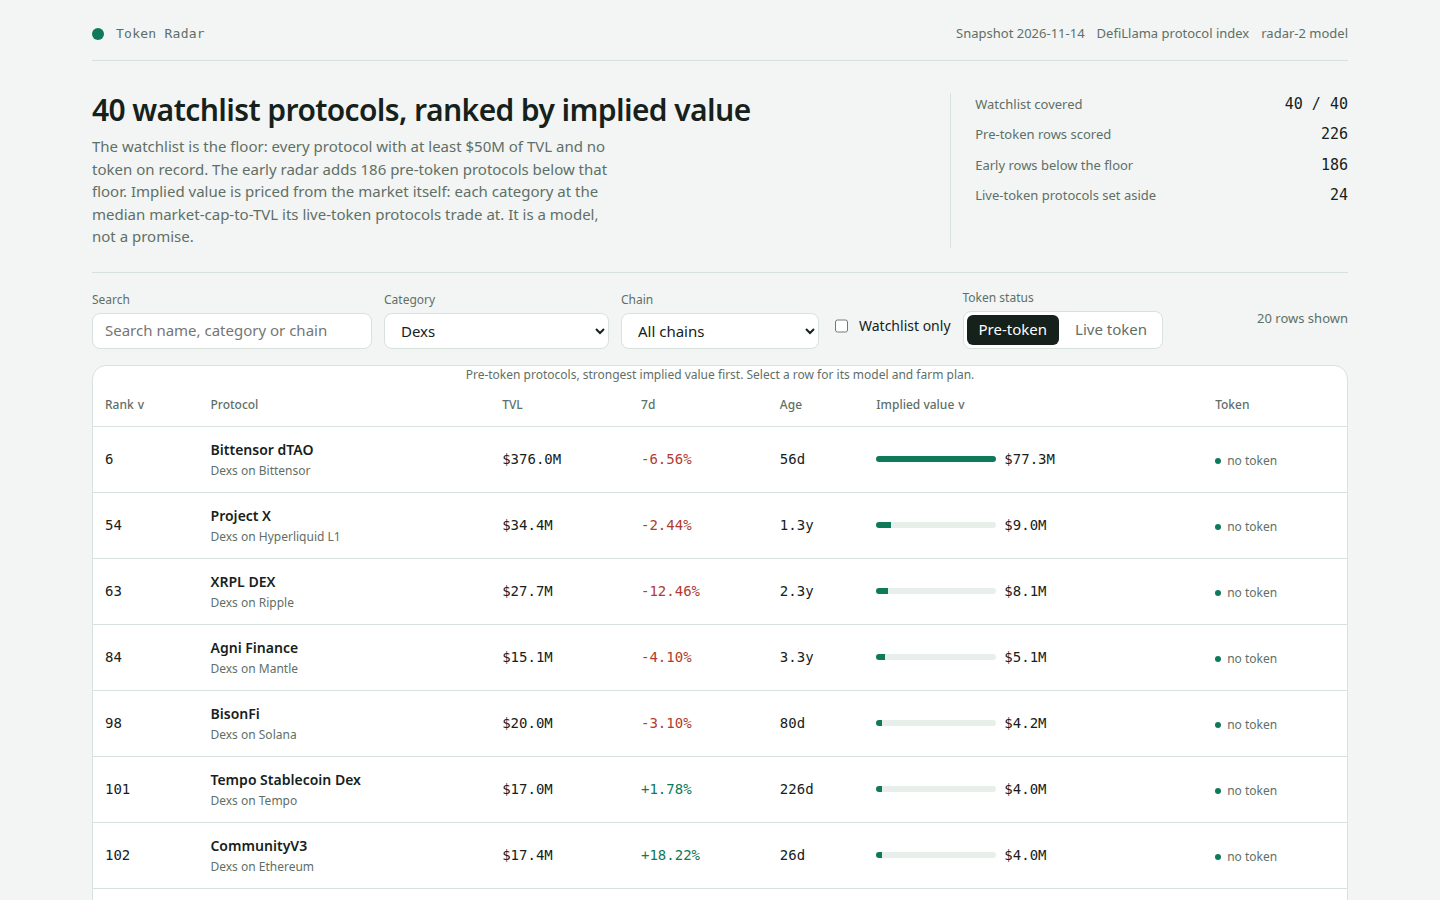 Token Radar
Snapshot 2026-11-14 DefiLlama protocol index radar-2 model
40 watchlist protocols, ranked by implied value
The watchlist is the floor: every protocol with at least $50M of TVL and no
token on record. The early radar adds 186 pre-token protocols below that
floor. Implied value is priced from the market itself: each category at the
median market-cap-to-TVL its live-token protocols trade at. It is a model,
not a promise.
Watchlist covered 40 / 40
Pre-token rows scored 226
Early rows below the floor 186
Live-token protocols set aside 24
Search
Search name, category or chain
Category
Dexs
Chain
All chains
Watchlist only
Token status
Pre-token Live token
20 rows shown
Pre-token protocols, strongest implied value first. Select a row for its model and farm plan.
Rank v Protocol TVL 7d Age Implied value v Token
6 Bittensor dTAO $376.0M -6.56% 56d $77.3M no token
Dexs on Bittensor
54 Project X $34.4M -2.44% 1.3y $9.0M no token
Dexs on Hyperliquid L1
63 XRPL DEX $27.7M -12.46% 2.3y $8.1M no token
Dexs on Ripple
84 Agni Finance $15.1M -4.10% 3.3y $5.1M no token
Dexs on Mantle
98 BisonFi $20.0M -3.10% 80d $4.2M no token
Dexs on Solana
101 Tempo Stablecoin Dex $17.0M +1.78% 226d $4.0M no token
Dexs on Tempo
102 CommunityV3 $17.4M +18.22% 26d $4.0M no token
Dexs on Ethereum